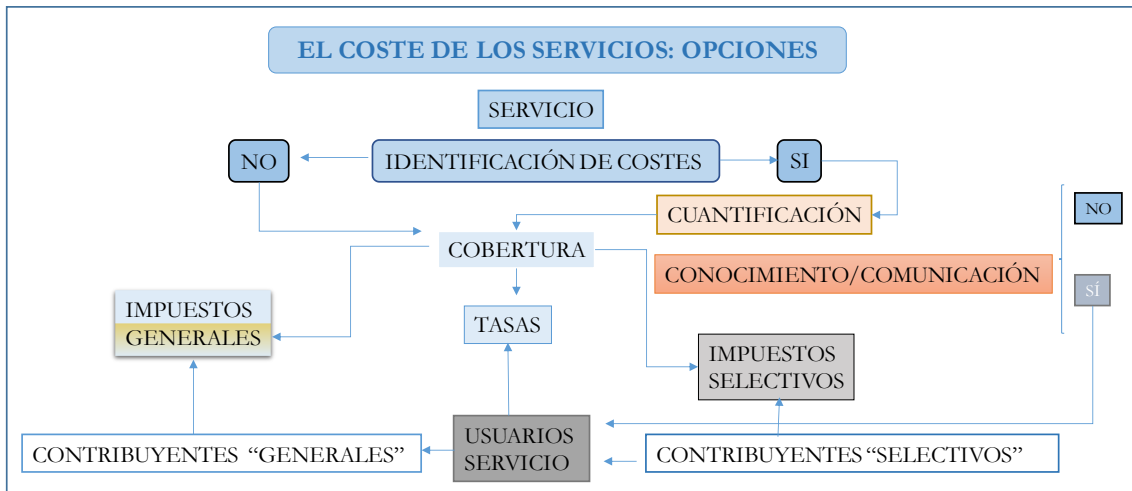 EL COSTE DE LOS SERVICIOS: OPCIONES
SERVICIO
NO
IDENTIFICACIÓN DE COSTES
SI
CUANTIFICACIÓN
NO
COBERTURA
CONOCIMIENTO/COMUNICACIÓN
SÍ
IMPUESTOS
GENERALES
TASAS
IMPUESTOS
SELECTIVOS
CONTRIBUYENTES “GENERALES”
USUARIOS
SERVICIO
CONTRIBUYENTES “SELECTIVOS”